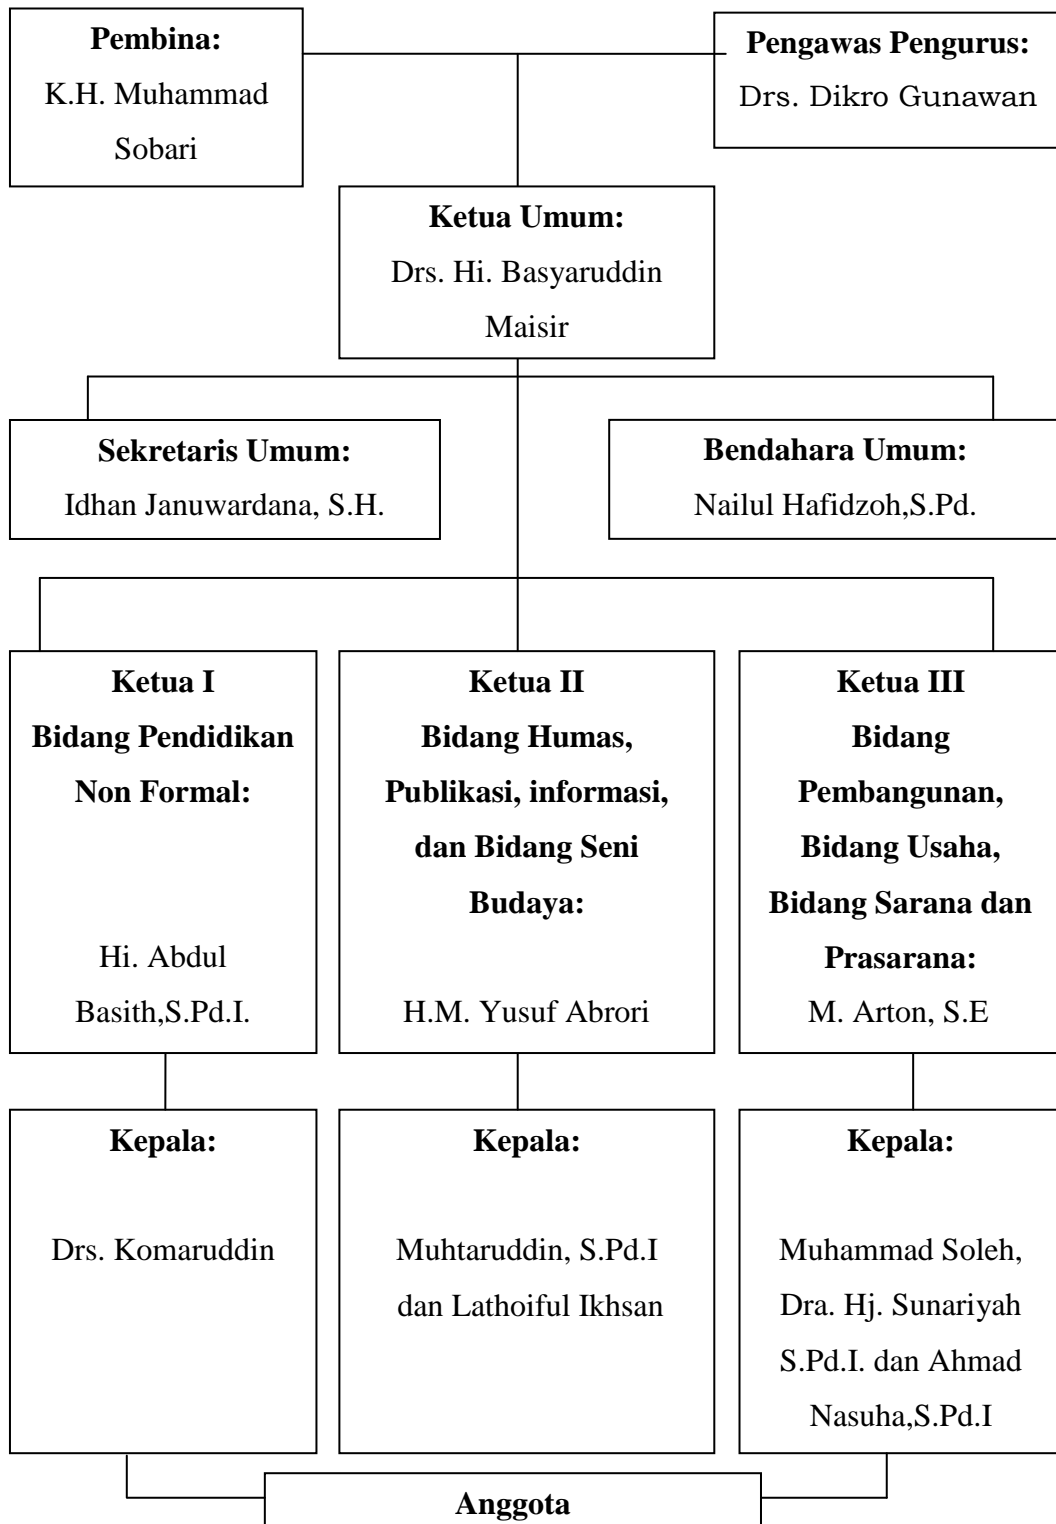 Pembina:
K.H. Muhammad
Sobari
Pengawas Pengurus:
Drs. Dikro Gunawan
Ketua Umum:
Drs. Hi. Basyaruddin
Maisir
Sekretaris Umum:
Idhan Januwardana, S.H.
Bendahara Umum:
Nailul Hafidzoh,S.Pd.
Ketua I
Bidang Pendidikan
Non Formal:
Hi. Abdul
Basith,S.Pd.I.
Ketua II
Bidang Humas,
Publikasi, informasi,
dan Bidang Seni
Budaya:
H.M. Yusuf Abrori
Ketua III
Bidang
Pembangunan,
Bidang Usaha,
Bidang Sarana dan
Prasarana:
M. Arton, S.E
Kepala:
Drs. Komaruddin
Kepala:
Muhtaruddin, S.Pd.I
dan Lathoiful Ikhsan
Kepala:
Muhammad Soleh,
Dra. Hj. Sunariyah
S.Pd.I. dan Ahmad
Nasuha,S.Pd.I
Anggota